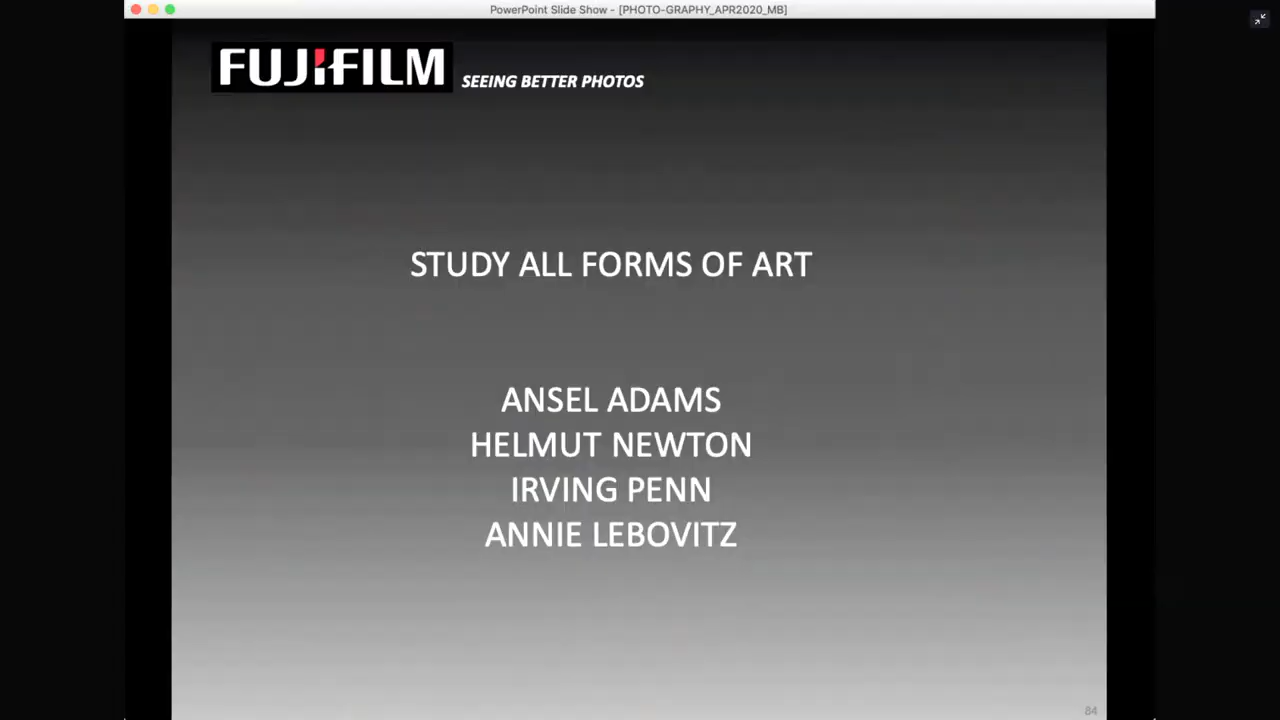 PowerPoint Slide Show - [PHOTO-GRAPHY_APR2020_MB]
FUJIFILM SEEING BETTER PHOTOS
STUDY ALL FORMS OF ART
ANSEL ADAMS
HELMUT NEWTON
IRVING PENN
ANNIE LEBOVITZ
84